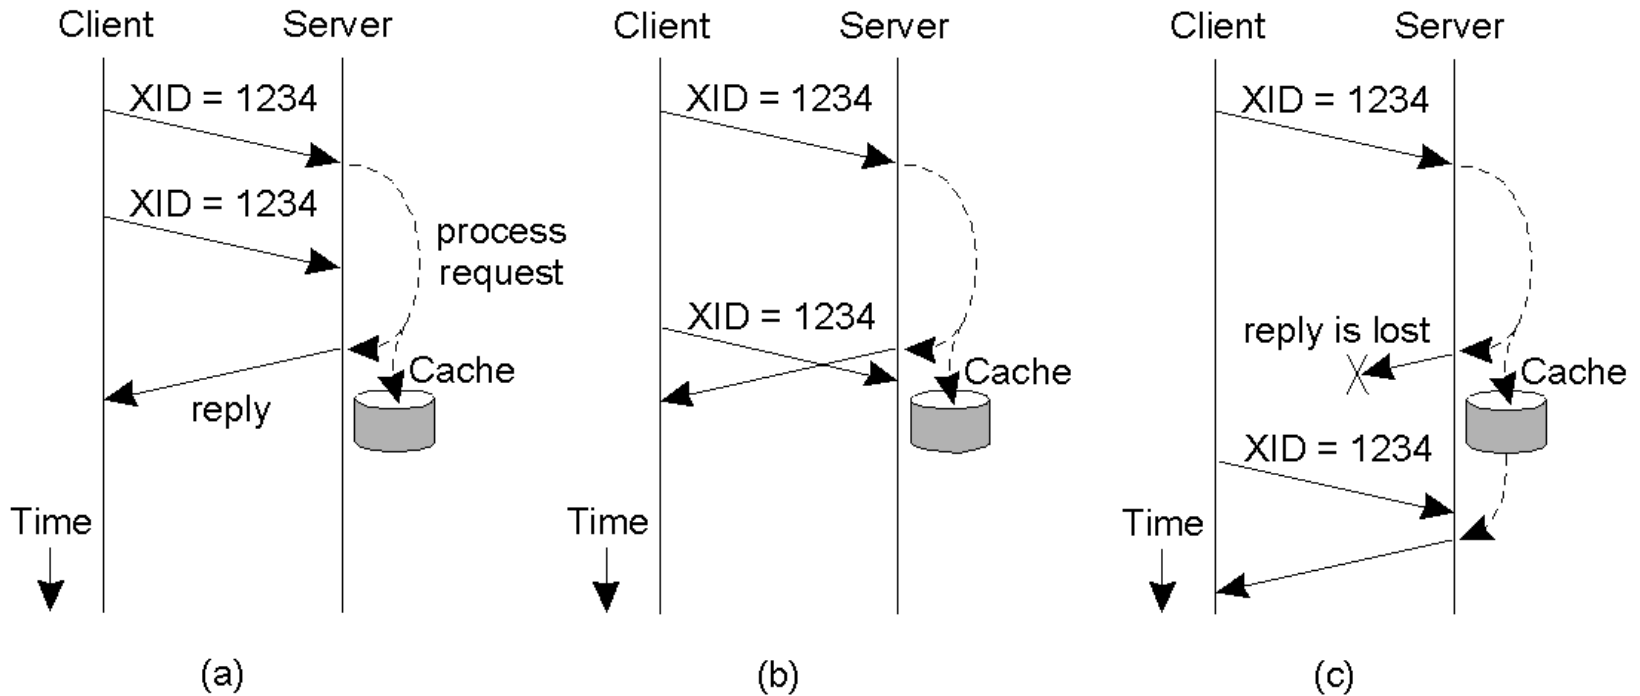 Client Server
XID = 1234
XID = 1234
process
request
Cache
reply
Time
(a)
Client Server
XID = 1234
XID = 1234
Cache
Time
(b)
Client Server
XID = 1234
reply is lost
Cache
XID = 1234
Time
(c)